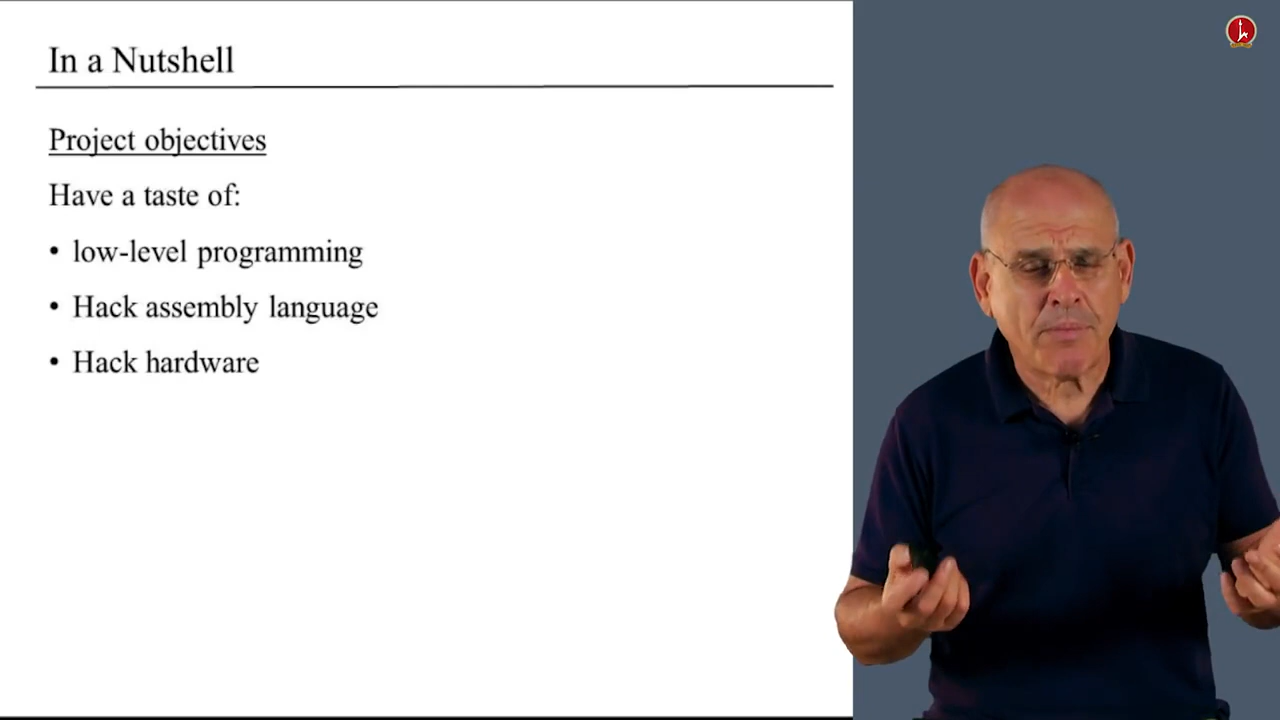 In a Nutshell
Project objectives
Have a taste of:
• low-level programming
• Hack assembly language
• Hack hardware